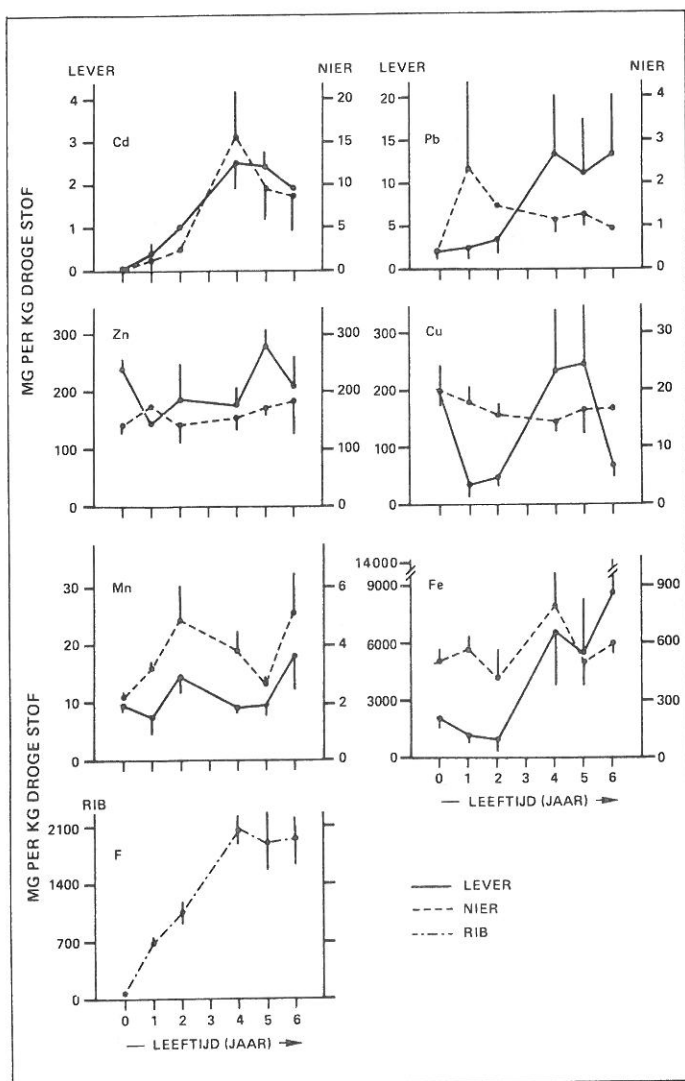 LEVER NIER LEVER NIER
4 3 2 1 0
Cd
20 15 10 5 0
20 15 10 5 0
Pb
4 3 2 1 0
MG PER KG DROGE STOF
300 200 100 0
Zn
300 200 100 0
300 200 100 0
Cu
30 20 10 0
30 20 10 0
Mn
6 4 2 0
14000 9000 6000 3000 0
Fe
900 600 300 0
0 1 2 3 4 5 6
— LEEFTIJD (JAAR) →
MG PER KG DROGE STOF
RIB
2100 1400 700 0
F
0 1 2 3 4 5 6
— LEEFTIJD (JAAR) →
LEVER
NIER
RIB